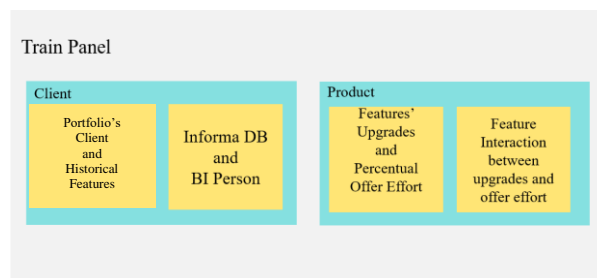 Train Panel
Client
Portfolio's
Client
and
Historical
Features
Informa DB
and
BI Person
Product
Features'
Upgrades
and
Percentual
Offer Effort
Feature
Interaction
between
upgrades and
offer effort